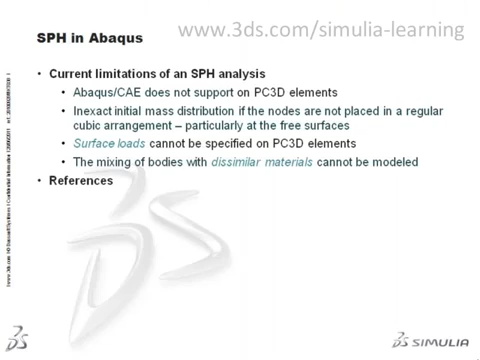 www.3ds.com/simulia-learning
SPH in Abaqus
• Current limitations of an SPH analysis
• Abaqus/CAE does not support on PC3D elements
• Inexact initial mass distribution if the nodes are not placed in a regular
cubic arrangement – particularly at the free surfaces
• Surface loads cannot be specified on PC3D elements
• The mixing of bodies with dissimilar materials cannot be modeled
• References
SIMULIA